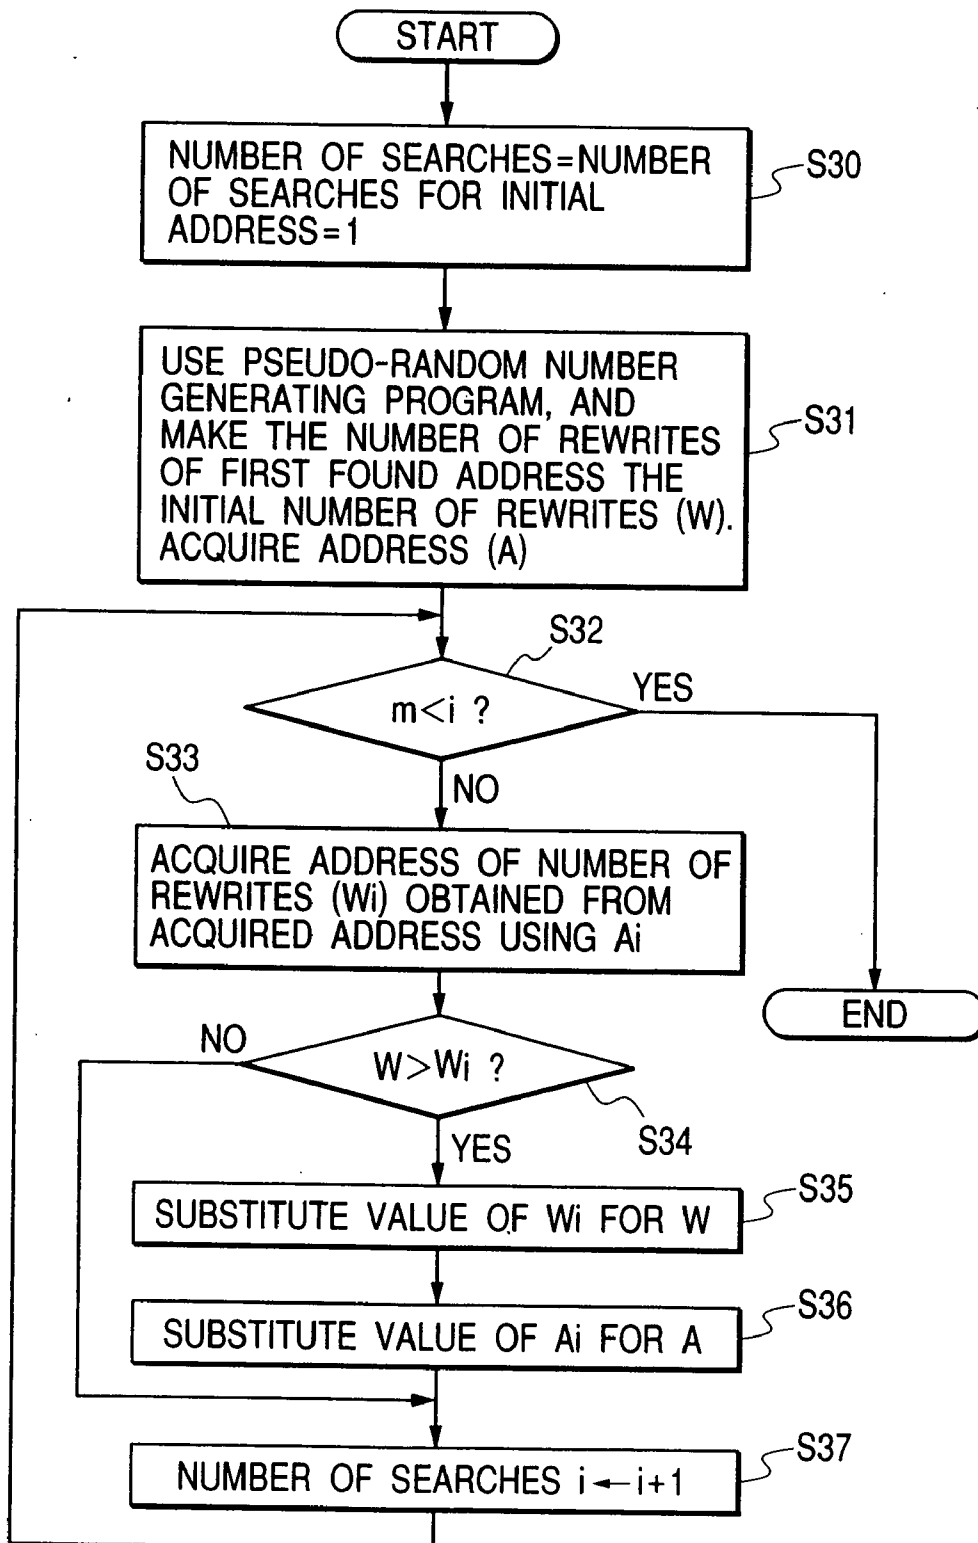 START
NUMBER OF SEARCHES=NUMBER
OF SEARCHES FOR INITIAL
ADDRESS=1
S30
USE PSEUDO-RANDOM NUMBER
GENERATING PROGRAM, AND
MAKE THE NUMBER OF REWRITES
OF FIRST FOUND ADDRESS THE
INITIAL NUMBER OF REWRITES (W).
ACQUIRE ADDRESS (A)
S31
S32
m<i ?
YES
NO
S33
ACQUIRE ADDRESS OF NUMBER OF
REWRITES (Wi) OBTAINED FROM
ACQUIRED ADDRESS USING Ai
END
NO
W>Wi ?
S34
YES
S35
SUBSTITUTE VALUE OF Wi FOR W
S36
SUBSTITUTE VALUE OF Ai FOR A
S37
NUMBER OF SEARCHES i←i+1